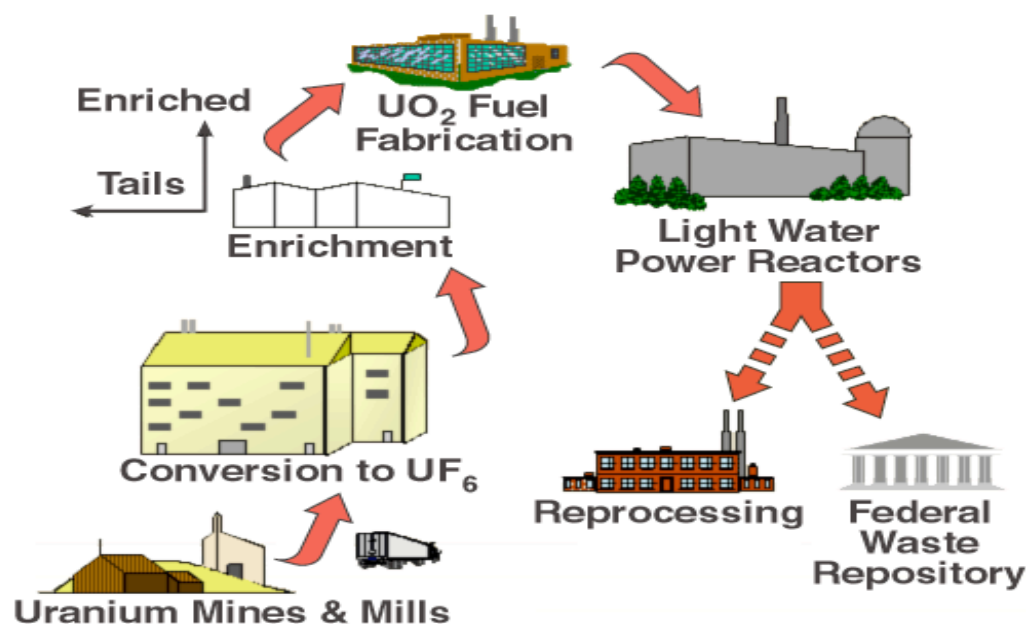 Enriched
Tails
UO₂ Fuel
Fabrication
Enrichment
Light Water
Power Reactors
Conversion to UF₆
Reprocessing
Federal
Waste
Repository
Uranium Mines & Mills